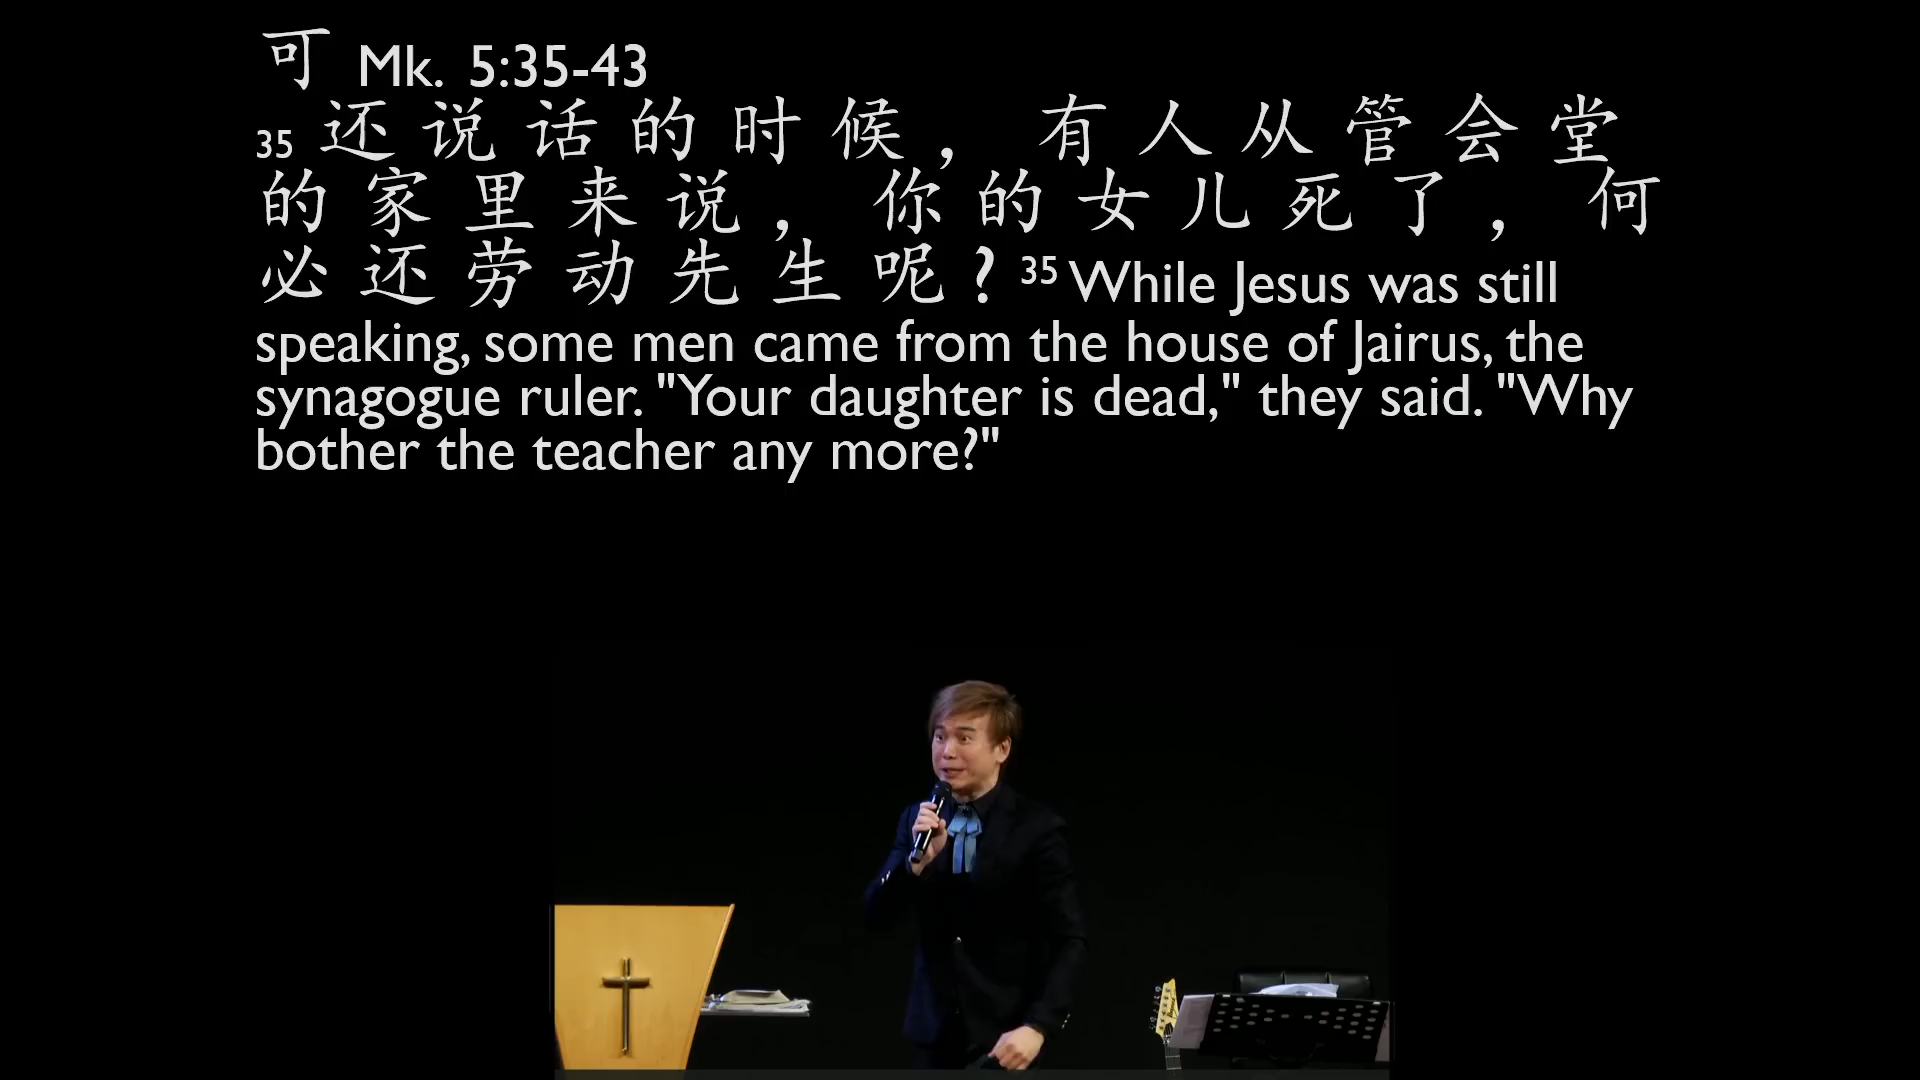 可 Mk. 5:35-43
35 还说话的时候，有人从管会堂
的家里来说，你的女儿死了，何
必还劳动先生呢? 35 While Jesus was still
speaking, some men came from the house of Jairus, the
synagogue ruler. "Your daughter is dead," they said. "Why
bother the teacher any more?"